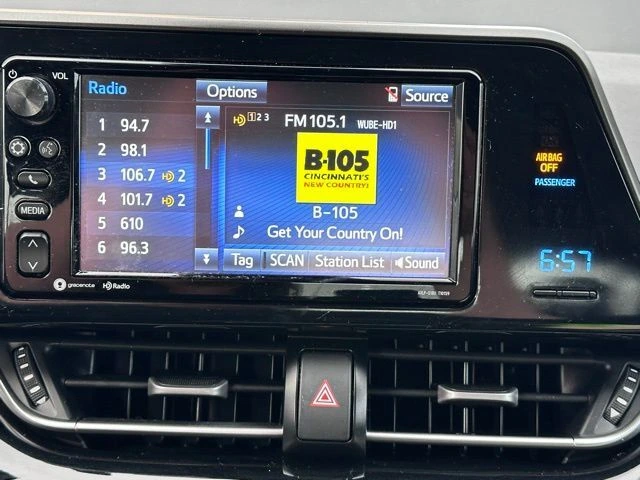 VOL
Radio
Options
Source
1 94.7
2 98.1
3 106.7 HD 2
4 101.7 HD 2
5 610
6 96.3
HD 1 2 3 FM 105.1 WUBE-HD1
B-105
CINCINNATI'S
NEW COUNTRY!
B-105
Get Your Country On!
Tag SCAN Station List Sound
MEDIA
gracenote HD Radio
AIR BAG
OFF
PASSENGER
6:57